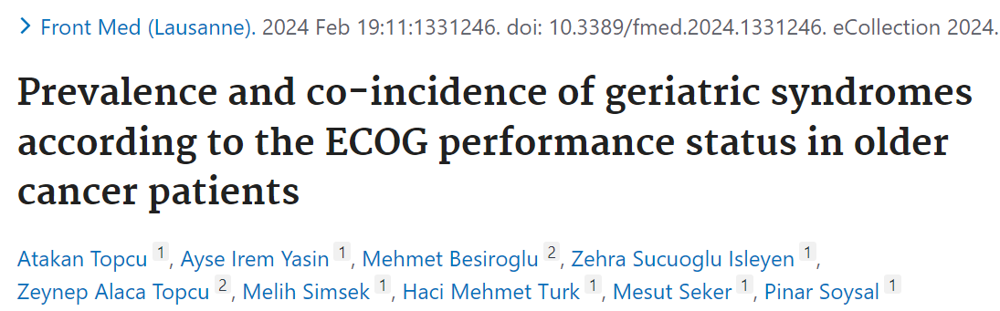 Front Med (Lausanne). 2024 Feb 19:11:1331246. doi: 10.3389/fmed.2024.1331246. eCollection 2024.
Prevalence and co-incidence of geriatric syndromes
according to the ECOG performance status in older
cancer patients
Atakan Topcu 1, Ayse Irem Yasin 1, Mehmet Besiroglu 2, Zehra Sucuoglu Isleyen 1,
Zeynep Alaca Topcu 2, Melih Simsek 1, Haci Mehmet Turk 1, Mesut Seker 1, Pinar Soysal 1